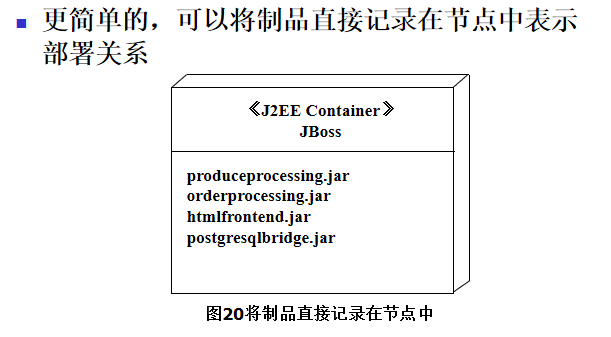 更简单的，可以将制品直接记录在节点中表示
部署关系
《J2EE Container》
JBoss
produceprocessing.jar
orderprocessing.jar
htmlfrontend.jar
postgresqlbridge.jar
图20将制品直接记录在节点中